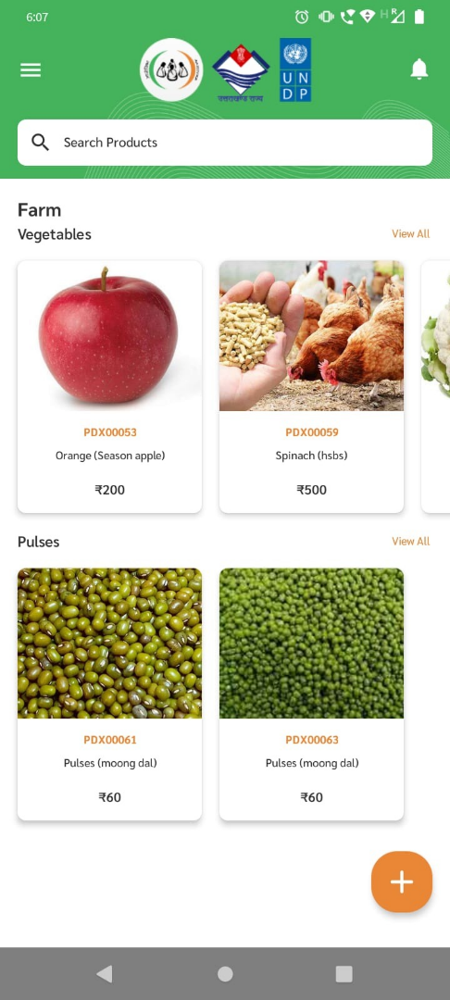 6:07
H R
उत्तराखण्ड राज्य
U N
D P
Search Products
Farm
Vegetables
View All
PDX00053
Orange (Season apple)
₹200
PDX00059
Spinach (hsbs)
₹500
Pulses
View All
PDX00061
Pulses (moong dal)
₹60
PDX00063
Pulses (moong dal)
₹60